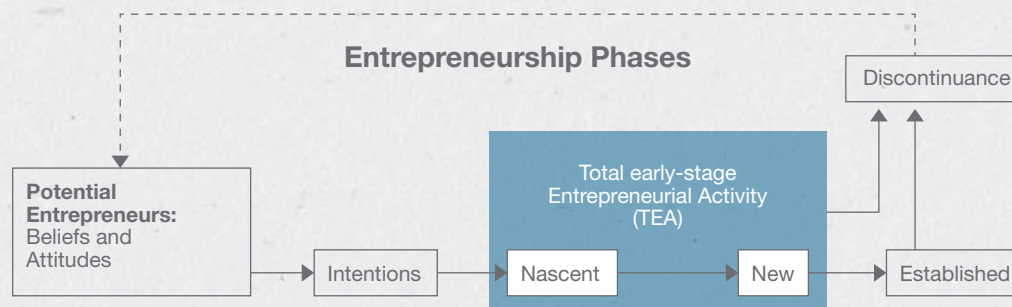 Entrepreneurship Phases
Discontinuance
Total early-stage
Entrepreneurial Activity
(TEA)
Potential
Entrepreneurs:
Beliefs and
Attitudes
Intentions
Nascent
New
Established